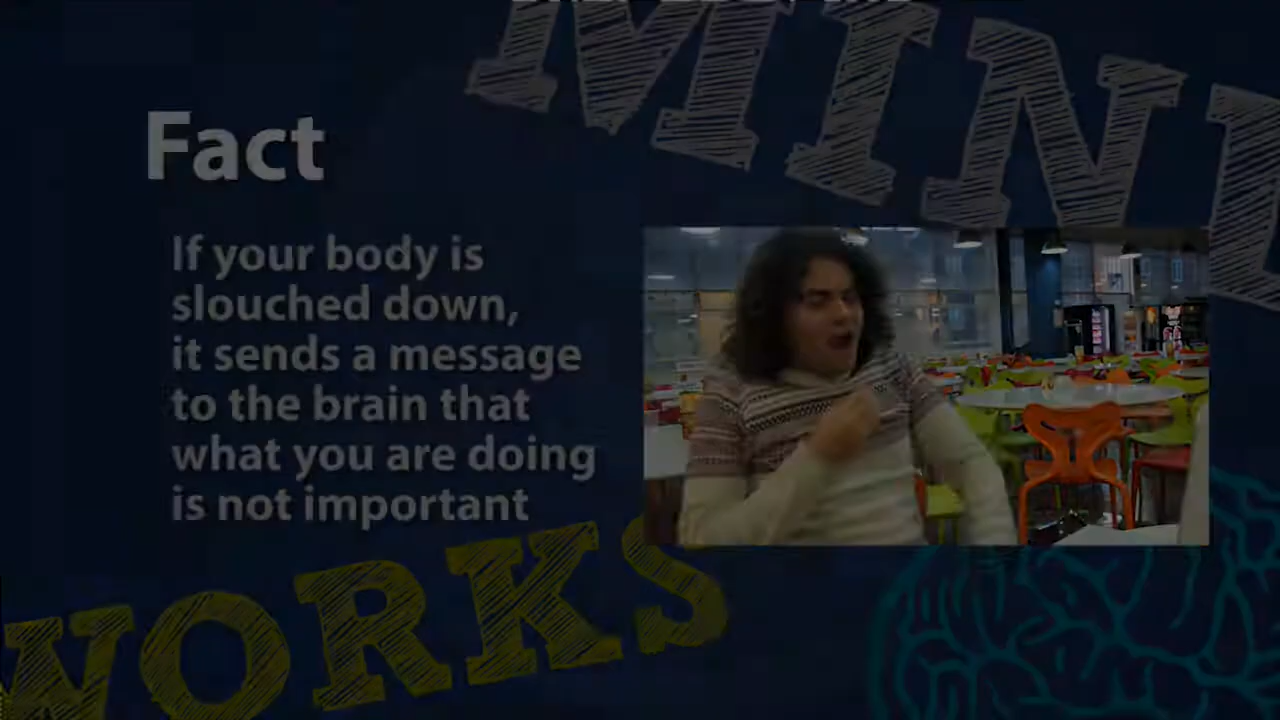 MIND
Fact
If your body is
slouched down,
it sends a message
to the brain that
what you are doing
is not important
WORKS